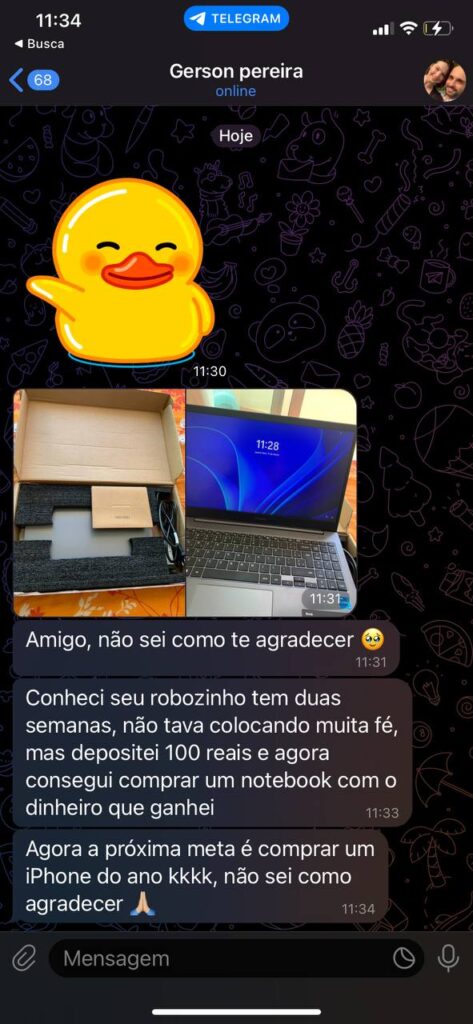 11:34
TELEGRAM
Busca
68
Gerson pereira
online
Hoje
11:30
11:28
11:31
Amigo, não sei como te agradecer 🥹
11:31
Conheci seu robozinho tem duas
semanas, não tava colocando muita fé,
mas depositei 100 reais e agora
consegui comprar um notebook com o
dinheiro que ganhei
11:33
Agora a próxima meta é comprar um
iPhone do ano kkkk, não sei como
agradecer 🙏🏼
11:34
Mensagem